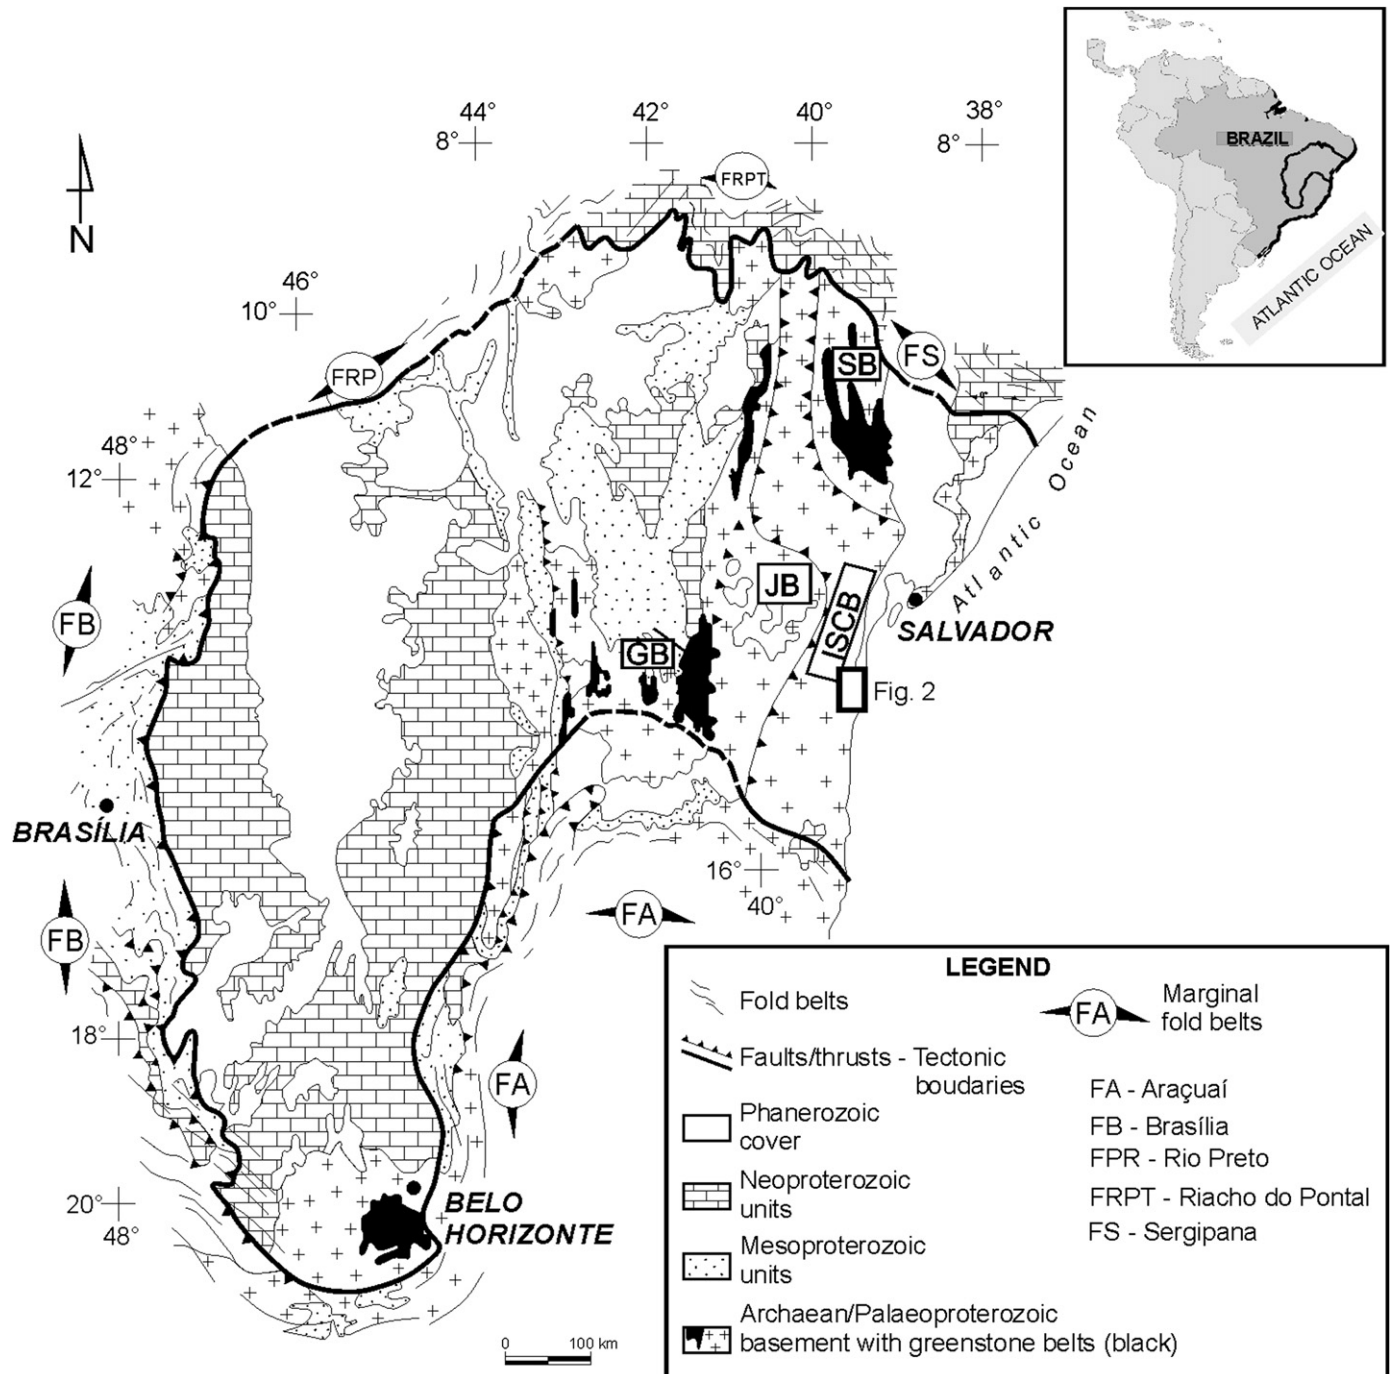 44°
42°
40°
38°
8°
8°
FRPT
N
BRAZIL
ATLANTIC OCEAN
46°
10°
FRP
SB
FS
48°
12°
Atlantic Ocean
JB
ISCB
SALVADOR
FB
GB
Fig. 2
BRASÍLIA
16°
40°
FB
FA
18°
FA
20°
48°
BELO
HORIZONTE
0 100 km
LEGEND
Fold belts
Faults/thrusts - Tectonic
boudaries
Phanerozoic
cover
Neoproterozoic
units
Mesoproterozoic
units
Archaean/Palaeoproterozoic
basement with greenstone belts (black)
FA
Marginal
fold belts
FA - Araçuaí
FB - Brasília
FPR - Rio Preto
FRPT - Riacho do Pontal
FS - Sergipana